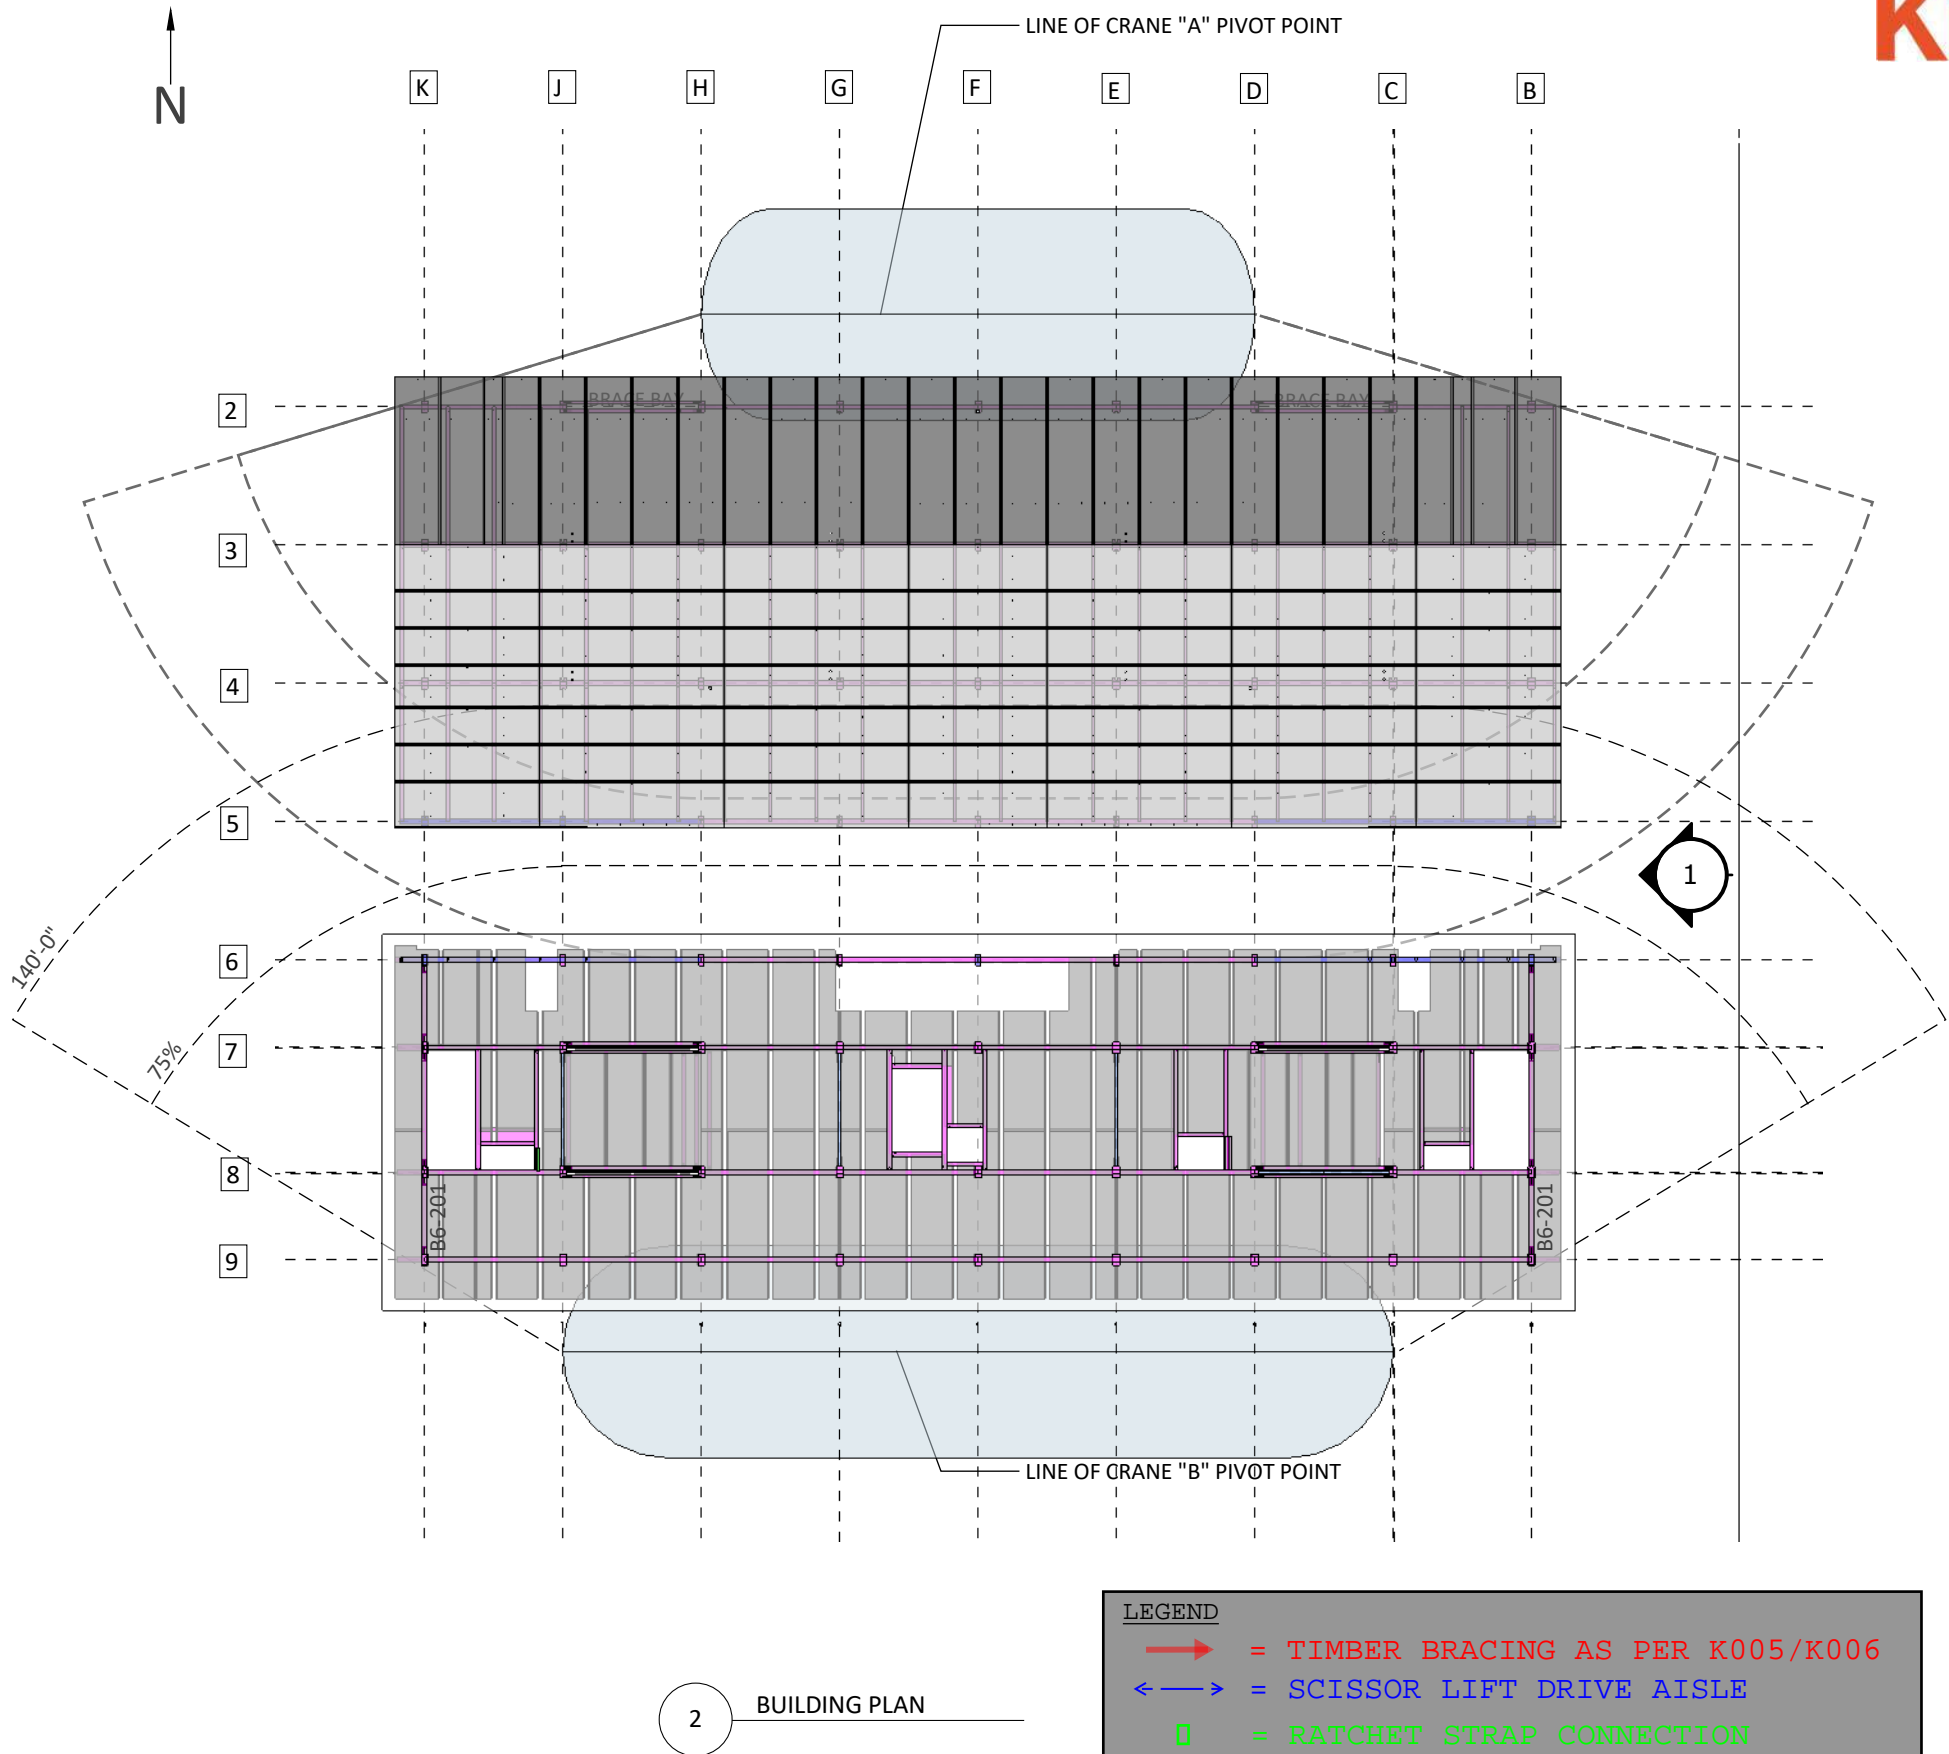 K
LINE OF CRANE "A" PIVOT POINT
N
K J H G F E D C B
2
BRACE BAY BRACE BAY
3
4
5
1
6
140'-0"
7
75%
8
B6-201 B6-201
9
LINE OF CRANE "B" PIVOT POINT
LEGEND
= TIMBER BRACING AS PER K005/K006
= SCISSOR LIFT DRIVE AISLE
= RATCHET STRAP CONNECTION
2 BUILDING PLAN